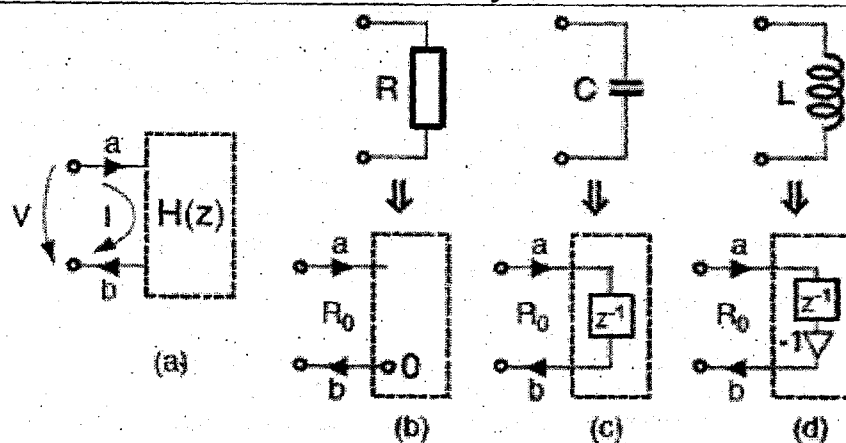 R C L
a a a a
V I H(z)
R₀ R₀ z⁻¹ R₀ z⁻¹
-1
b b 0 b b
(a) (b) (c) (d)